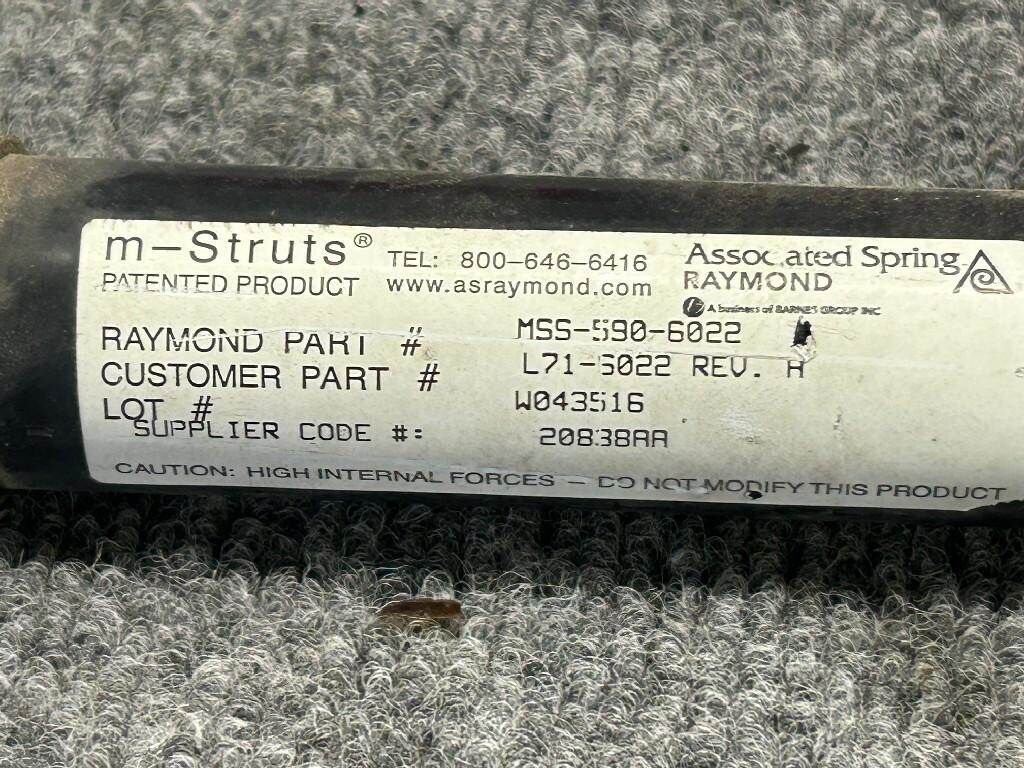 m-Struts® TEL: 800-646-6416 Associated Spring
PATENTED PRODUCT www.asraymond.com RAYMOND
A business of BARNES GROUP INC
RAYMOND PART # MSS-590-6022
CUSTOMER PART # L71-6022 REV. A
LOT # W043516
SUPPLIER CODE #: 20838AA
CAUTION: HIGH INTERNAL FORCES - DO NOT MODIFY THIS PRODUCT